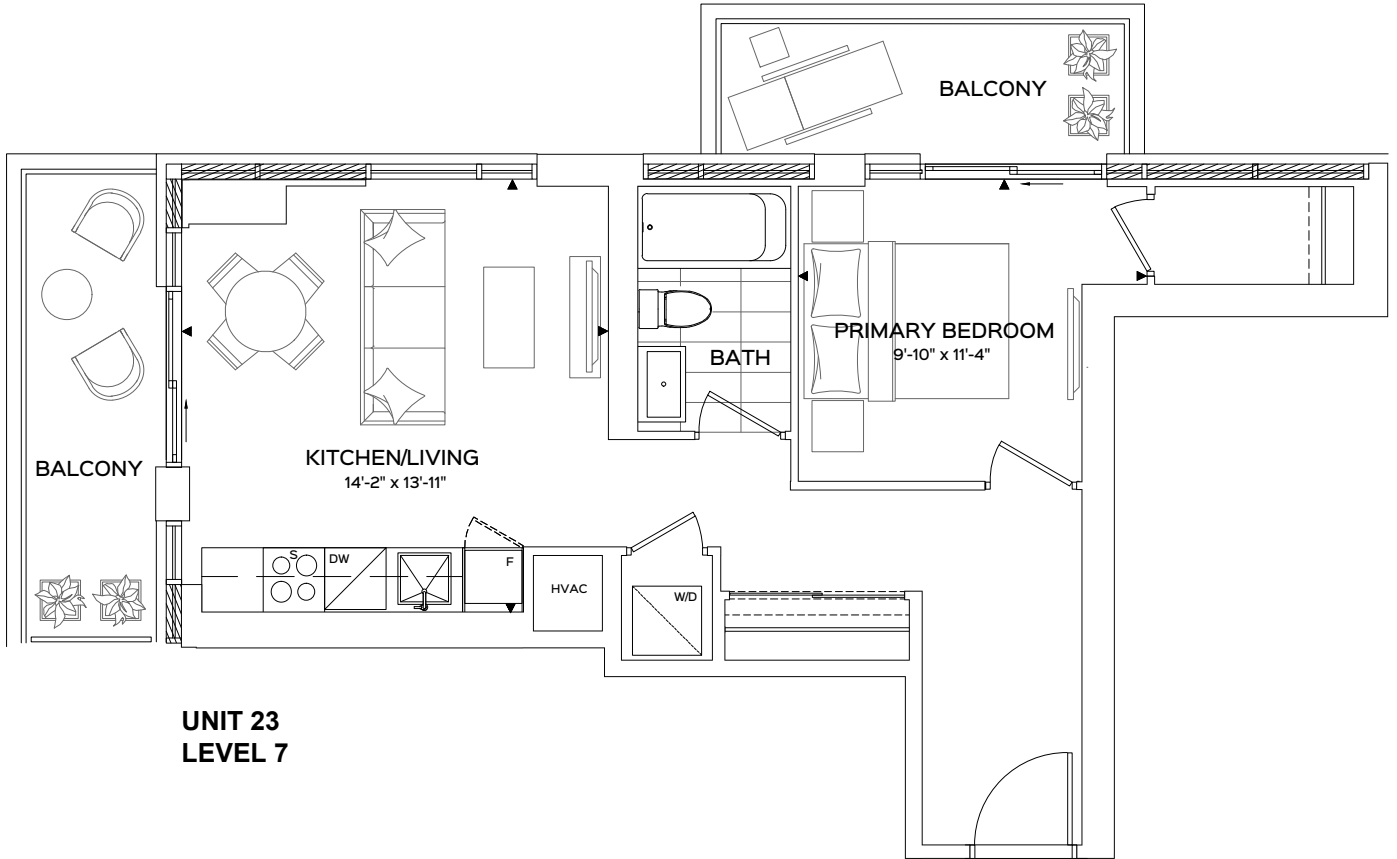 BALCONY
PRIMARY BEDROOM
9'-10" x 11'-4"
BATH
KITCHEN/LIVING
14'-2" x 13'-11"
BALCONY
S
DW
F
HVAC
W/D
UNIT 23
LEVEL 7